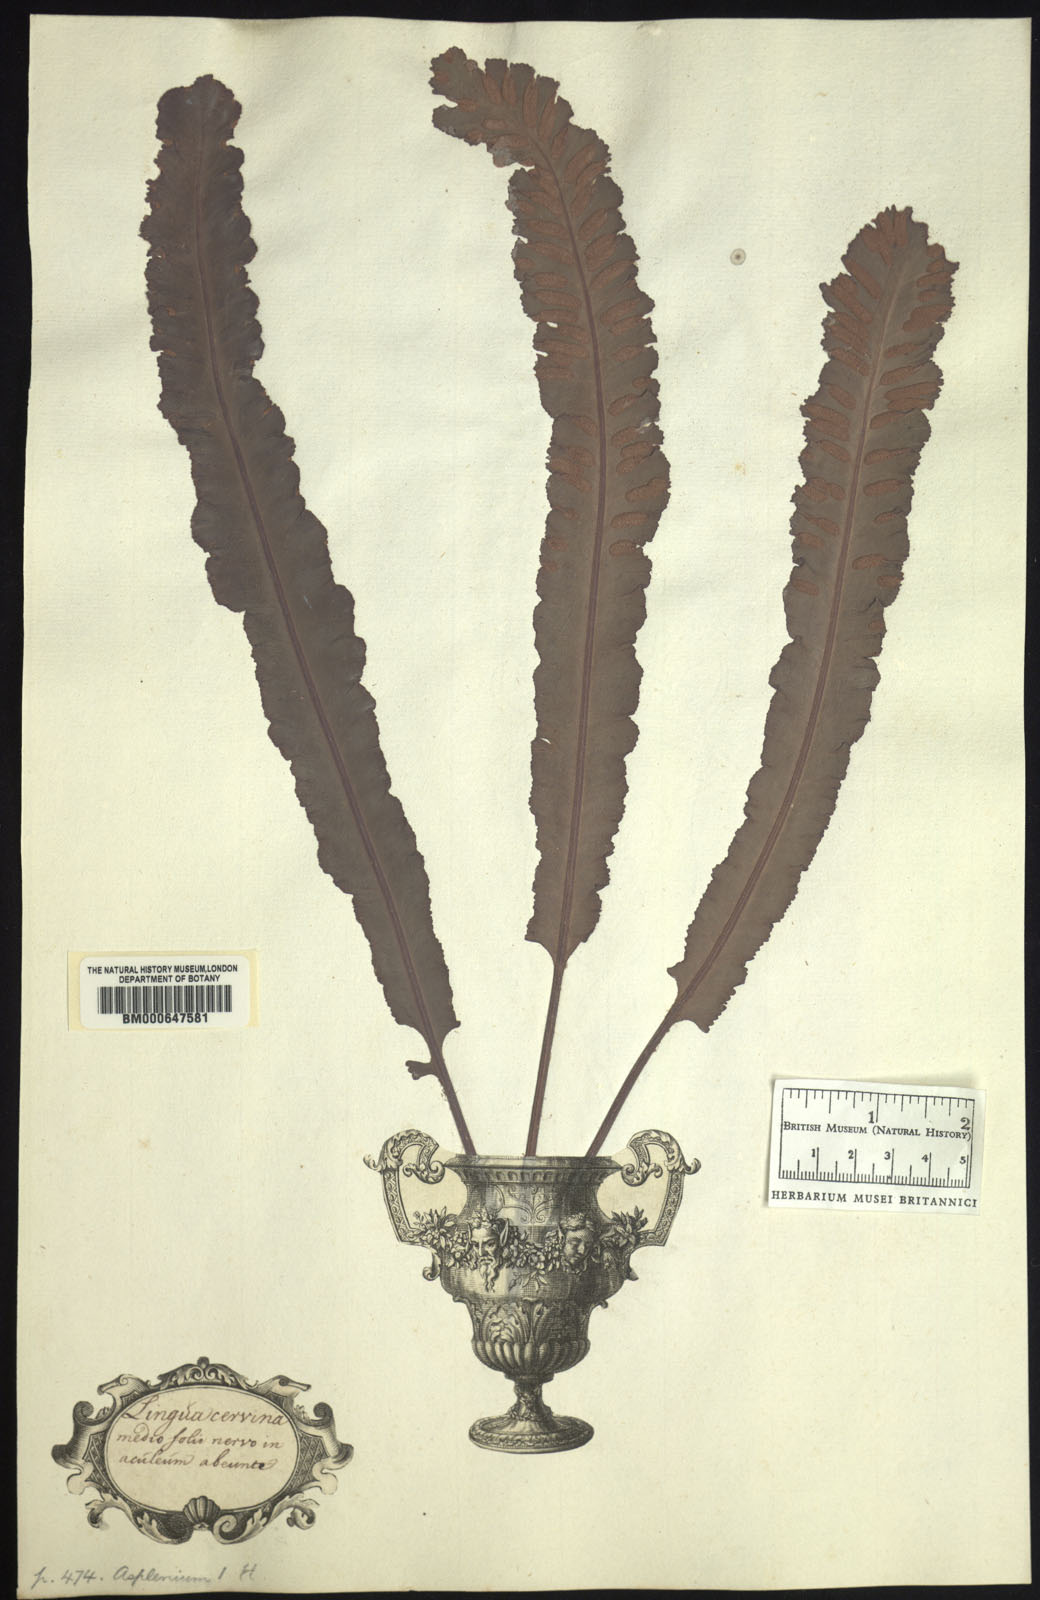 THE NATURAL HISTORY MUSEUM, LONDON
DEPARTMENT OF BOTANY
BM000647581
1 2
BRITISH MUSEUM (NATURAL HISTORY)
1 2 3 4 5
HERBARIUM MUSEI BRITANNICI
Lingua cervina
medio folii nervo in
aculeum abeunte
p. 474. Asplenium 1 H.